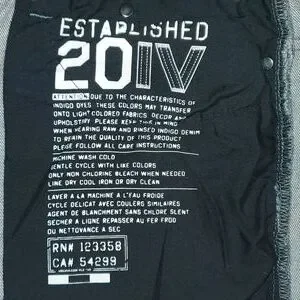 ESTABLISHED
20IV
ATTENTION: DUE TO THE CHARACTERISTICS OF
INDIGO DYES, THESE COLORS MAY TRANSFER
ONTO LIGHT COLORED FABRICS, DECOR AND
UPHOLSTERY. PLEASE KEEP THIS IN MIND
WHEN WEARING RAW AND RINSED INDIGO DENIM
TO RETAIN THE QUALITY OF THIS PRODUCT
PLEASE FOLLOW ALL CARE INSTRUCTIONS
MACHINE WASH COLD
GENTLE CYCLE WITH LIKE COLORS
ONLY NON CHLORINE BLEACH WHEN NEEDED
LINE DRY COOL IRON OR DRY CLEAN
LAVER A LA MACHINE A L'EAU FROIDE
CYCLE DELICAT AVEC COULERS SIMILAIRES
AGENT DE BLANCHIMENT SANS CHLORE SEINT
SECHER A LIGNE REPASSER AU FER FROID
OU NETTOYANCE A SEC
RN# 123358
CA# 54299